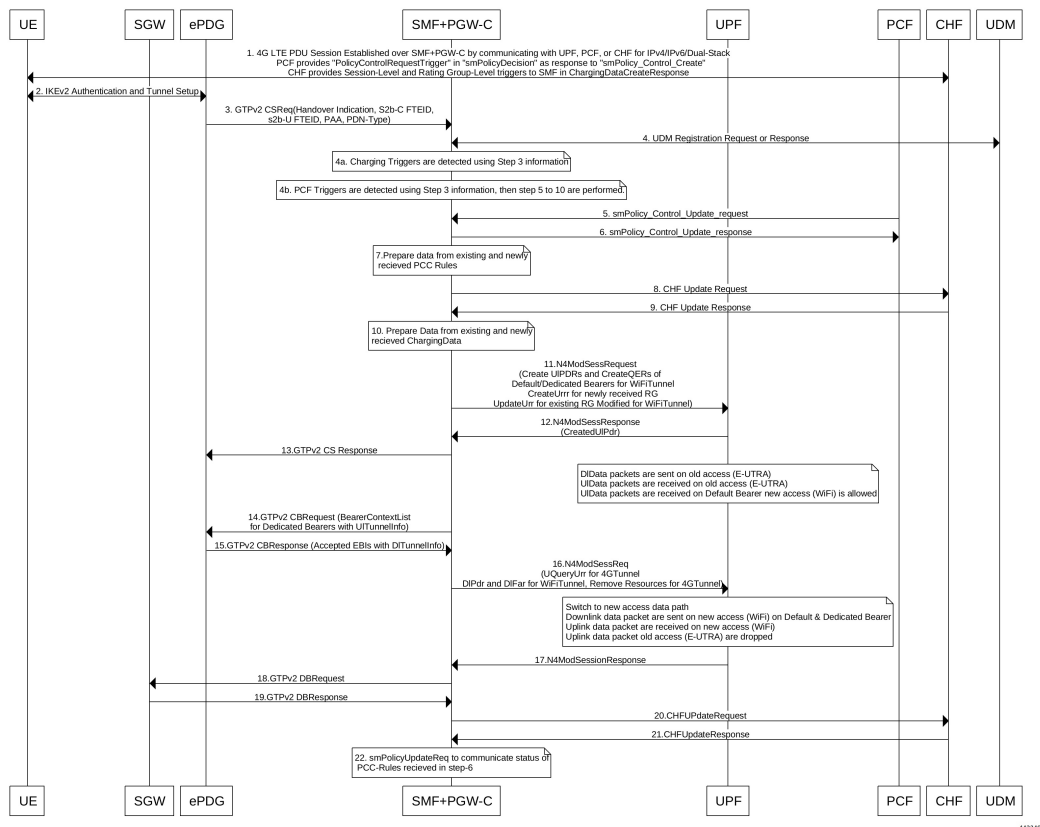 UE
SGW
ePDG
SMF+PGW-C
UPF
PCF
CHF
UDM
1. 4G LTE PDU Session Established over SMF+PGW-C by communicating with UPF, PCF, or CHF for IPv4/IPv6/Dual-Stack
PCF provides "PolicyControlRequestTrigger" in "smPolicyDecision" as response to "smPolicy_Control_Create"
CHF provides Session-Level and Rating Group-Level triggers to SMF in ChargingDataCreateResponse
2. IKEv2 Authentication and Tunnel Setup
3. GTPv2 CSReq(Handover Indication, S2b-C FTEID,
s2b-U FTEID, PAA, PDN-Type)
4. UDM Registration Request or Response
4a. Charging Triggers are detected using Step 3 information
4b. PCF Triggers are detected using Step 3 information, then step 5 to 10 are performed.
5. smPolicy_Control_Update_request
6. smPolicy_Control_Update_response
7.Prepare data from existing and newly
recieved PCC Rules
8. CHF Update Request
9. CHF Update Response
10. Prepare Data from existing and newly
recieved ChargingData
11.N4ModSessRequest
(Create UlPDRs and CreateQERs of
Default/Dedicated Bearers for WiFiTunnel
CreateUrrr for newly received RG
UpdateUrr for existing RG Modified for WiFiTunnel)
12.N4ModSessResponse
(CreatedUlPdr)
13.GTPv2 CS Response
DlData packets are sent on old access (E-UTRA)
UlData packets are received on old access (E-UTRA)
UlData packets are received on Default Bearer new access (WiFi) is allowed
14.GTPv2 CBRequest (BearerContextList
for Dedicated Bearers with UlTunnelInfo)
15.GTPv2 CBResponse (Accepted EBIs with DlTunnelInfo)
16.N4ModSessReq
(UQueryUrr for 4GTunnel
DlPdr and DlFar for WiFiTunnel, Remove Resources for 4GTunnel)
Switch to new access data path
Downlink data packet are sent on new access (WiFi) on Default & Dedicated Bearer
Uplink data packet are received on new access (WiFi)
Uplink data packet old access (E-UTRA) are dropped
17.N4ModSessionResponse
18.GTPv2 DBRequest
19.GTPv2 DBResponse
20.CHFUPdateRequest
21.CHFUpdateResponse
22. smPolicyUpdateReq to communicate status of
PCC-Rules recieved in step-6
UE
SGW
ePDG
SMF+PGW-C
UPF
PCF
CHF
UDM